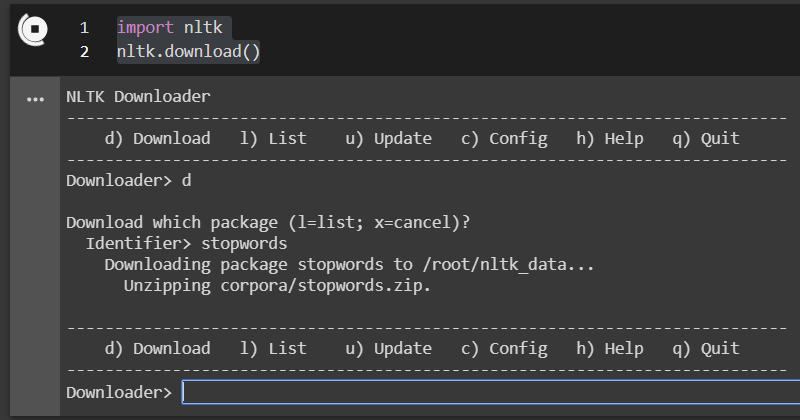 1 import nltk
2 nltk.download()
... NLTK Downloader
---------------------------------------------------------------------------
d) Download l) List u) Update c) Config h) Help q) Quit
---------------------------------------------------------------------------
Downloader> d
Download which package (l=list; x=cancel)?
Identifier> stopwords
Downloading package stopwords to /root/nltk_data...
Unzipping corpora/stopwords.zip.
---------------------------------------------------------------------------
d) Download l) List u) Update c) Config h) Help q) Quit
---------------------------------------------------------------------------
Downloader>